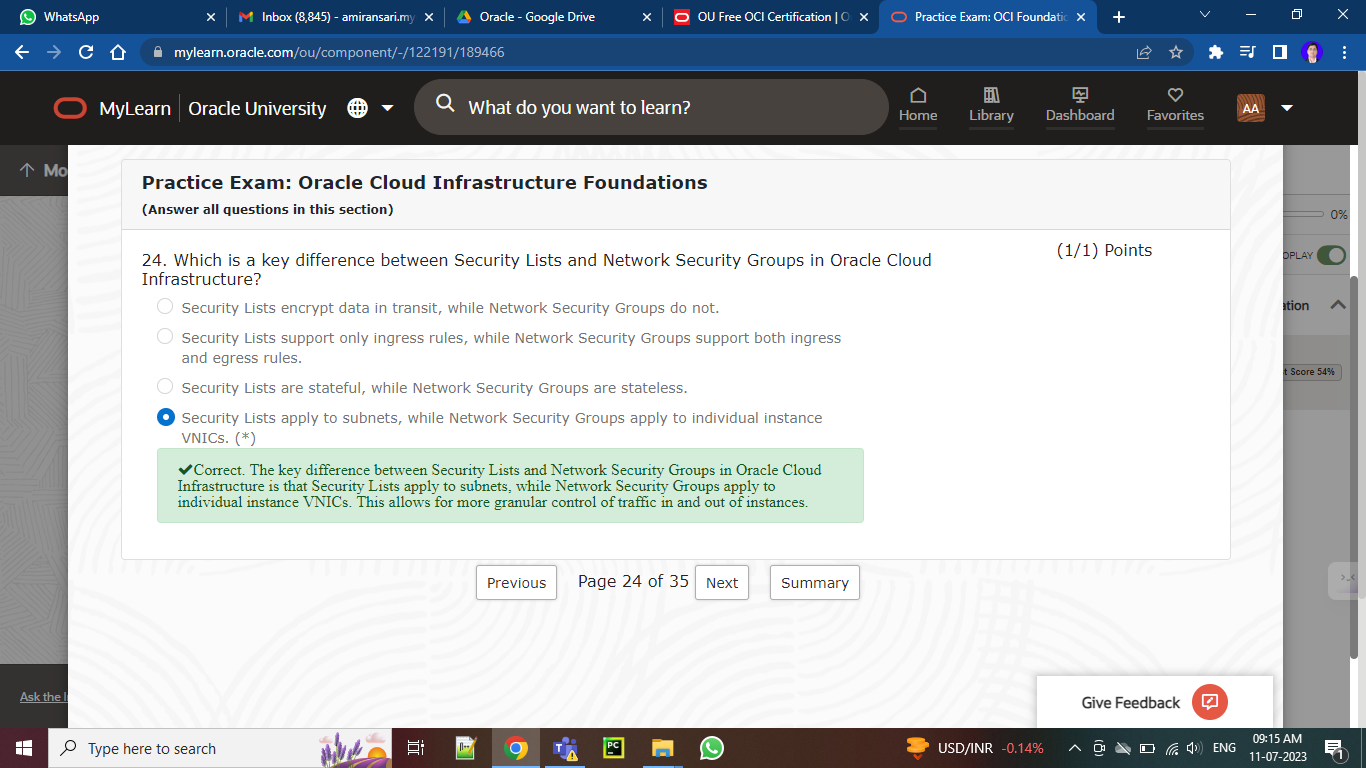 WhatsApp
Inbox (8,845) - amiransari.my
Oracle - Google Drive
OU Free OCI Certification | O
Practice Exam: OCI Foundatic
mylearn.oracle.com/ou/component/-/122191/189466
MyLearn Oracle University
What do you want to learn?
Home
Library
Dashboard
Favorites
AA
Mo
Practice Exam: Oracle Cloud Infrastructure Foundations
(Answer all questions in this section)
0%
OPLAY
ation
t Score 54%
24. Which is a key difference between Security Lists and Network Security Groups in Oracle Cloud
Infrastructure?
(1/1) Points
Security Lists encrypt data in transit, while Network Security Groups do not.
Security Lists support only ingress rules, while Network Security Groups support both ingress
and egress rules.
Security Lists are stateful, while Network Security Groups are stateless.
Security Lists apply to subnets, while Network Security Groups apply to individual instance
VNICs. (*)
✔Correct. The key difference between Security Lists and Network Security Groups in Oracle Cloud
Infrastructure is that Security Lists apply to subnets, while Network Security Groups apply to
individual instance VNICs. This allows for more granular control of traffic in and out of instances.
Previous
Page 24 of 35
Next
Summary
Ask the I
Give Feedback
Type here to search
PC
USD/INR -0.14%
ENG
09:15 AM
11-07-2023
1